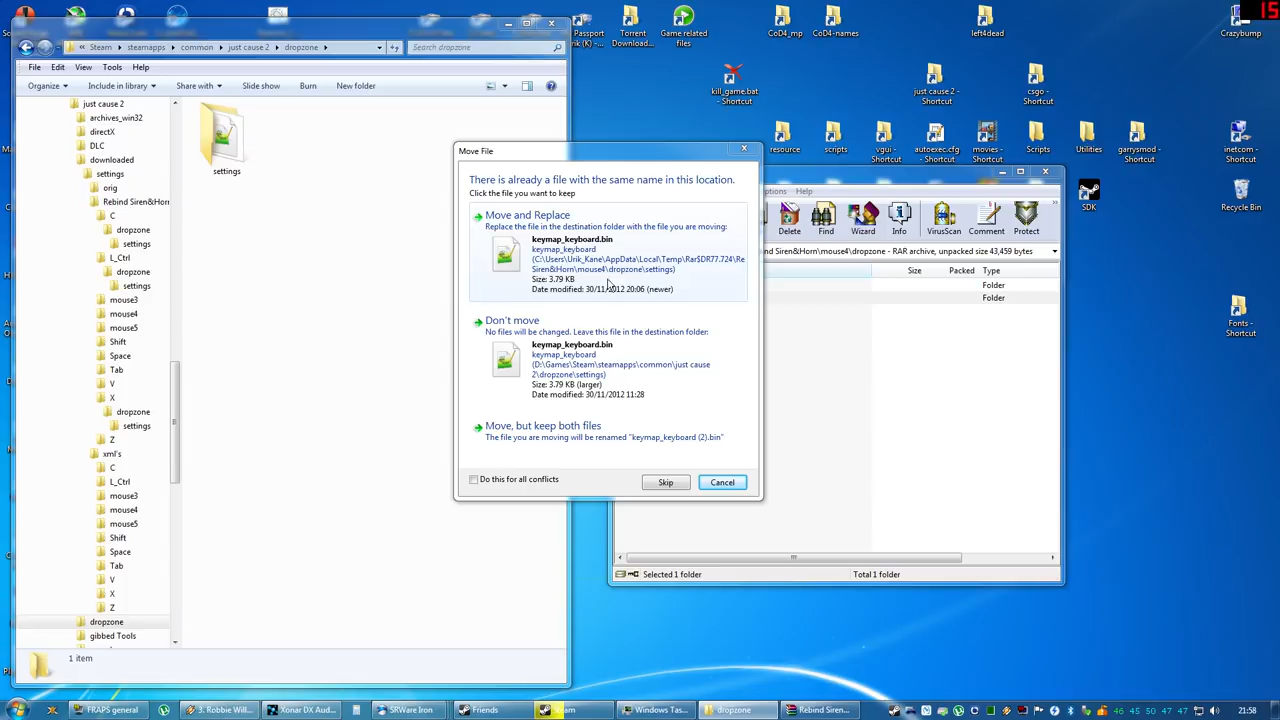 15
Passport
Torrent
Download...
Game related
files
CoD4_mp
CoD4-names
left4dead
Crazybump
« Steam ▸ steamapps ▸ common ▸ just cause 2 ▸ dropzone ▸
Search dropzone
File Edit View Tools Help
Organize ▾ Include in library ▾ Share with ▾ Slide show Burn New folder
kill_game.bat
- Shortcut
just cause 2 -
Shortcut
csgo -
Shortcut
resource
scripts
vgui -
Shortcut
autoexec.cfg
- Shortcut
movies -
Shortcut
Scripts
Utilities
garrysmod -
Shortcut
inetcom -
Shortcut
SDK
Recycle Bin
Fonts -
Shortcut
just cause 2
archives_win32
directX
DLC
downloaded
settings
orig
Rebind Siren&Horn
C
dropzone
settings
L_Ctrl
dropzone
settings
mouse3
mouse4
mouse5
Shift
Space
Tab
V
X
dropzone
settings
Z
xml's
C
L_Ctrl
mouse3
mouse4
mouse5
Shift
Space
Tab
V
X
Z
dropzone
gibbed Tools
settings
1 item
Move File
There is already a file with the same name in this location.
Click the file you want to keep
Move and Replace
Replace the file in the destination folder with the file you are moving:
keymap_keyboard.bin
keymap_keyboard
(C:\Users\Urik_Kane\AppData\Local\Temp\Rar$DR77.724\Re
Siren&Horn\mouse4\dropzone\settings)
Size: 3.79 KB
Date modified: 30/11/2012 20:06 (newer)
Don't move
No files will be changed. Leave this file in the destination folder:
keymap_keyboard.bin
keymap_keyboard
(D:\Games\Steam\steamapps\common\just cause
2\dropzone\settings)
Size: 3.79 KB (larger)
Date modified: 30/11/2012 11:28
Move, but keep both files
The file you are moving will be renamed "keymap_keyboard (2).bin"
Do this for all conflicts
Skip Cancel
ptions Help
Delete Find Wizard Info VirusScan Comment Protect
nd Siren&Horn\mouse4\dropzone - RAR archive, unpacked size 43,459 bytes
Size Packed Type
Folder
Folder
Selected 1 folder Total 1 folder
FRAPS general
3. Robbie Will...
Xonar DX Aud...
SRWare Iron
Friends
Steam
Windows Tas...
dropzone
Rebind Siren...
46 45 50 47 47
21:58